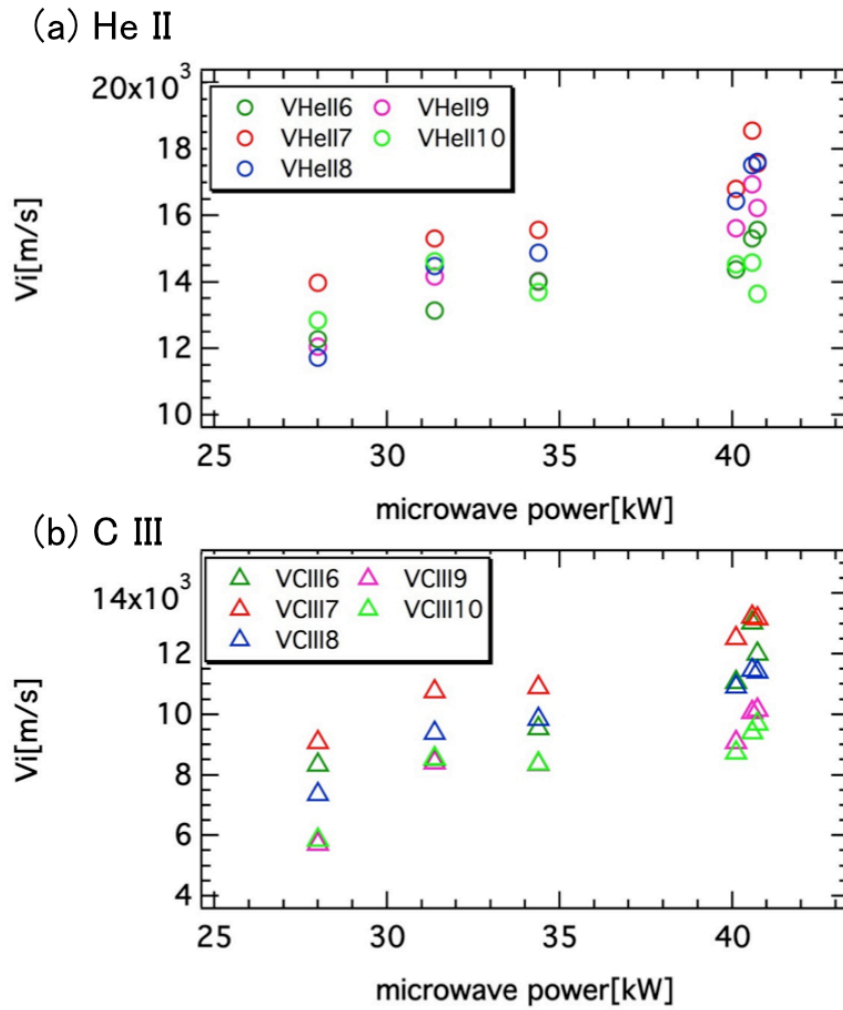 (a) He II
20x10³
18
16
14
12
10
Vi[m/s]
VHeII6 VHeII9
VHeII7 VHeII10
VHeII8
25 30 35 40
microwave power[kW]
(b) C III
14x10³
12
10
8
6
4
Vi[m/s]
VCIII6 VCIII9
VCIII7 VCIII10
VCIII8
25 30 35 40
microwave power[kW]